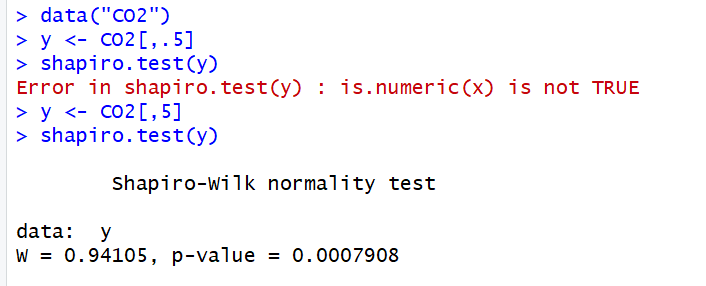 > data("CO2")
> y <- CO2[,.5]
> shapiro.test(y)
Error in shapiro.test(y) : is.numeric(x) is not TRUE
> y <- CO2[,5]
> shapiro.test(y)
Shapiro-Wilk normality test
data:  y
W = 0.94105, p-value = 0.0007908